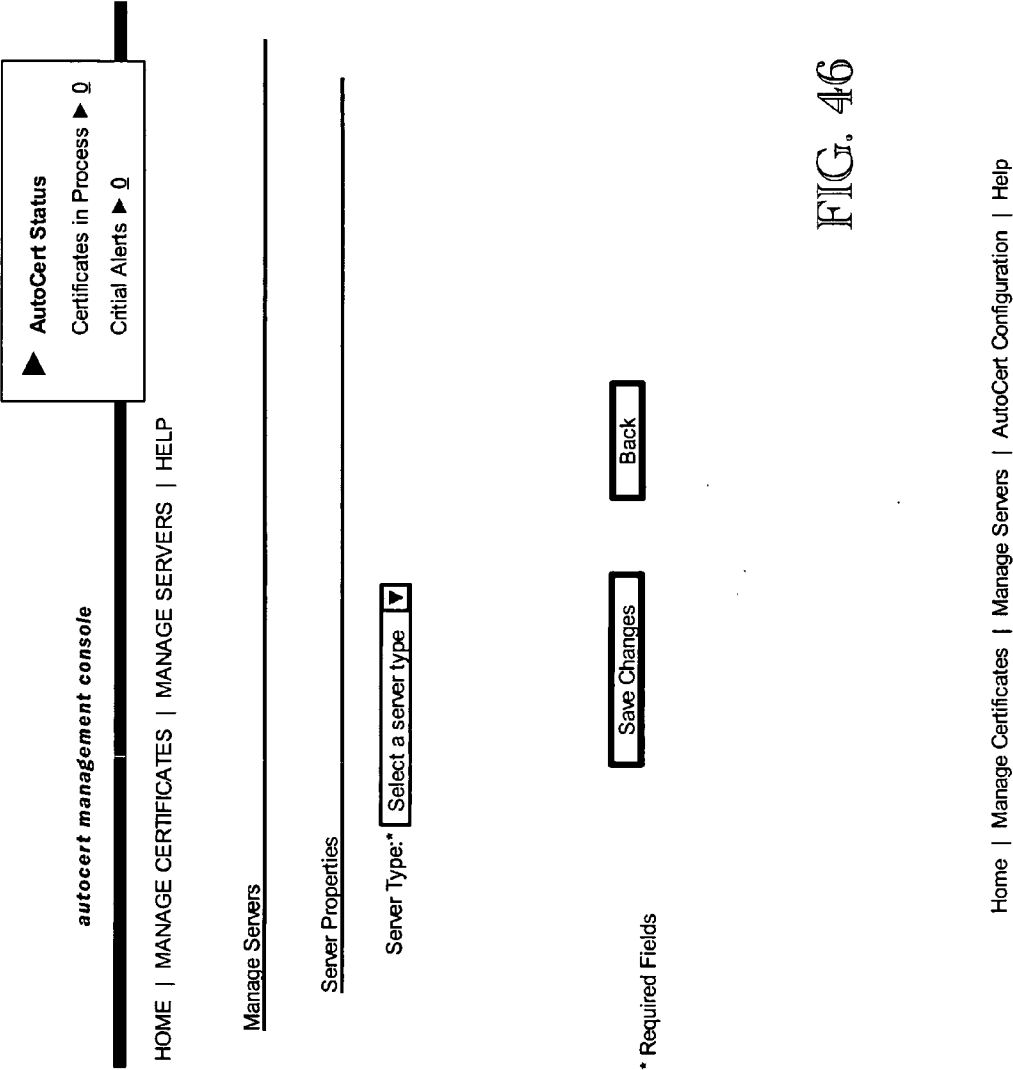 autocert management console
AutoCert Status
Certificates in Process ▶ 0
Critial Alerts ▶ 0
HOME | MANAGE CERTIFICATES | MANAGE SERVERS | HELP
Manage Servers
Server Properties
Server Type:* Select a server type
Save Changes Back
* Required Fields
FIG. 46
Home | Manage Certificates | Manage Servers | AutoCert Configuration | Help